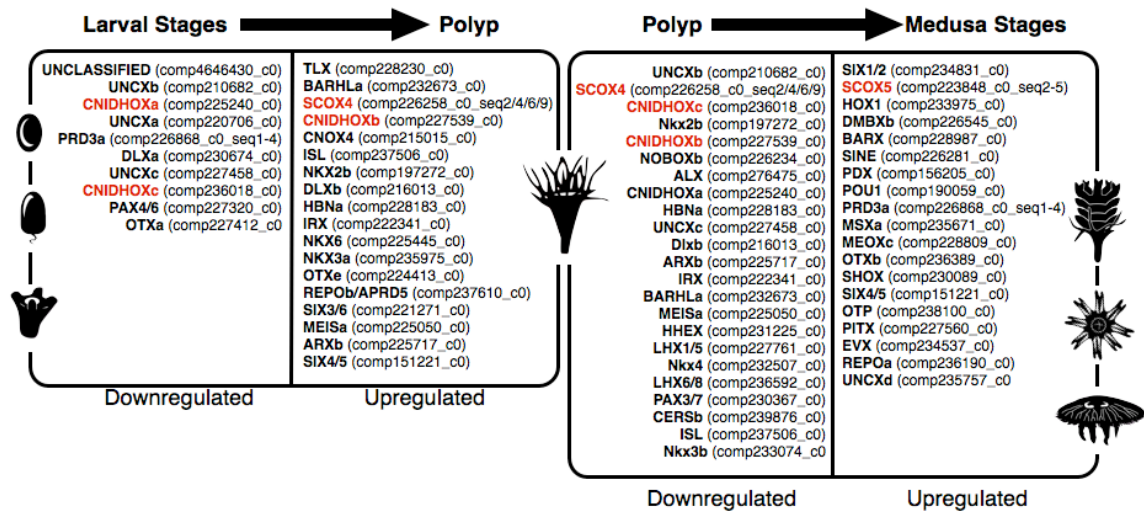 Larval Stages
Polyp
UNCLASSIFIED (comp4646430_c0)
UNCXb (comp210682_c0)
CNIDHOXa (comp225240_c0)
UNCXa (comp220706_c0)
PRD3a (comp226868_c0_seq1-4)
DLXa (comp230674_c0)
UNCXc (comp227458_c0)
CNIDHOXc (comp236018_c0)
PAX4/6 (comp227320_c0)
OTXa (comp227412_c0
Downregulated
TLX (comp228230_c0)
BARHLa (comp232673_c0)
SCOX4 (comp226258_c0_seq2/4/6/9)
CNIDHOXb (comp227539_c0)
CNOX4 (comp215015_c0)
ISL (comp237506_c0)
NKX2b (comp197272_c0)
DLXb (comp216013_c0)
HBNa (comp228183_c0)
IRX (comp222341_c0)
NKX6 (comp225445_c0)
NKX3a (comp235975_c0)
OTXe (comp224413_c0)
REPOb/APRD5 (comp237610_c0)
SIX3/6 (comp221271_c0)
MEISa (comp225050_c0)
ARXb (comp225717_c0)
SIX4/5 (comp151221_c0)
Upregulated
Polyp
Medusa Stages
UNCXb (comp210682_c0)
SCOX4 (comp226258_c0_seq2/4/6/9)
CNIDHOXc (comp236018_c0)
Nkx2b (comp197272_c0)
CNIDHOXb (comp227539_c0)
NOBOXb (comp226234_c0)
ALX (comp276475_c0)
CNIDHOXa (comp225240_c0)
HBNa (comp228183_c0)
UNCXc (comp227458_c0)
Dlxb (comp216013_c0)
ARXb (comp225717_c0)
IRX (comp222341_c0)
BARHLa (comp232673_c0)
MEISa (comp225050_c0)
HHEX (comp231225_c0)
LHX1/5 (comp227761_c0)
Nkx4 (comp232507_c0)
LHX6/8 (comp236592_c0)
PAX3/7 (comp230367_c0)
CERSb (comp239876_c0)
ISL (comp237506_c0)
Nkx3b (comp233074_c0
Downregulated
SIX1/2 (comp234831_c0)
SCOX5 (comp223848_c0_seq2-5)
HOX1 (comp233975_c0)
DMBXb (comp226545_c0)
BARX (comp228987_c0)
SINE (comp226281_c0)
PDX (comp156205_c0)
POU1 (comp190059_c0)
PRD3a (comp226868_c0_seq1-4)
MSXa (comp235671_c0)
MEOXc (comp228809_c0)
OTXb (comp236389_c0)
SHOX (comp230089_c0)
SIX4/5 (comp151221_c0)
OTP (comp238100_c0)
PITX (comp227560_c0)
EVX (comp234537_c0)
REPOa (comp236190_c0)
UNCXd (comp235757_c0
Upregulated